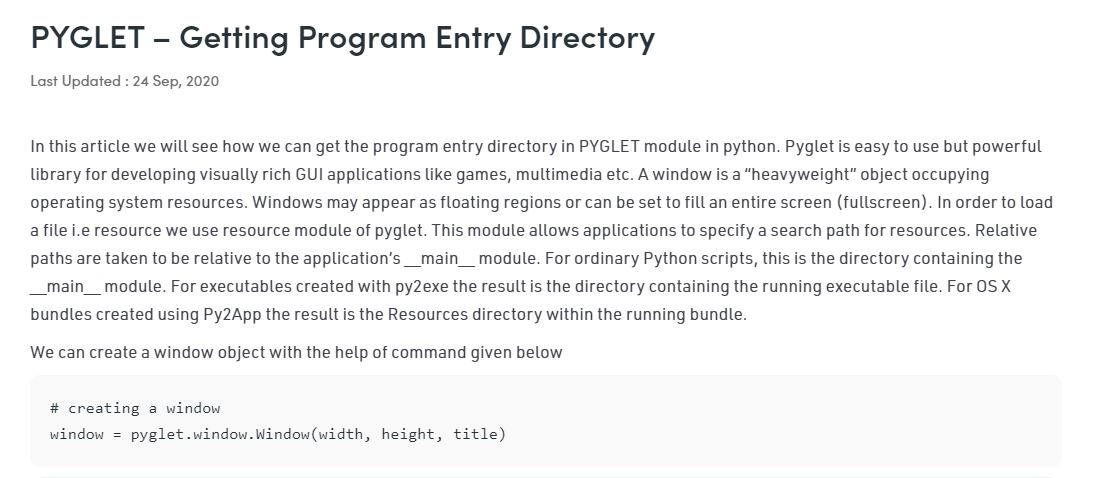 PYGLET – Getting Program Entry Directory
Last Updated : 24 Sep, 2020
In this article we will see how we can get the program entry directory in PYGLET module in python. Pyglet is easy to use but powerful
library for developing visually rich GUI applications like games, multimedia etc. A window is a “heavyweight” object occupying
operating system resources. Windows may appear as floating regions or can be set to fill an entire screen (fullscreen). In order to load
a file i.e resource we use resource module of pyglet. This module allows applications to specify a search path for resources. Relative
paths are taken to be relative to the application’s __main__ module. For ordinary Python scripts, this is the directory containing the
__main__ module. For executables created with py2exe the result is the directory containing the running executable file. For OS X
bundles created using Py2App the result is the Resources directory within the running bundle.
We can create a window object with the help of command given below
# creating a window
window = pyglet.window.Window(width, height, title)